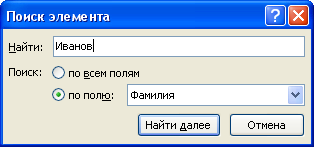 Поиск элемента
Найти: Иванов
Поиск: по всем полям
по полю: Фамилия
Найти далее Отмена